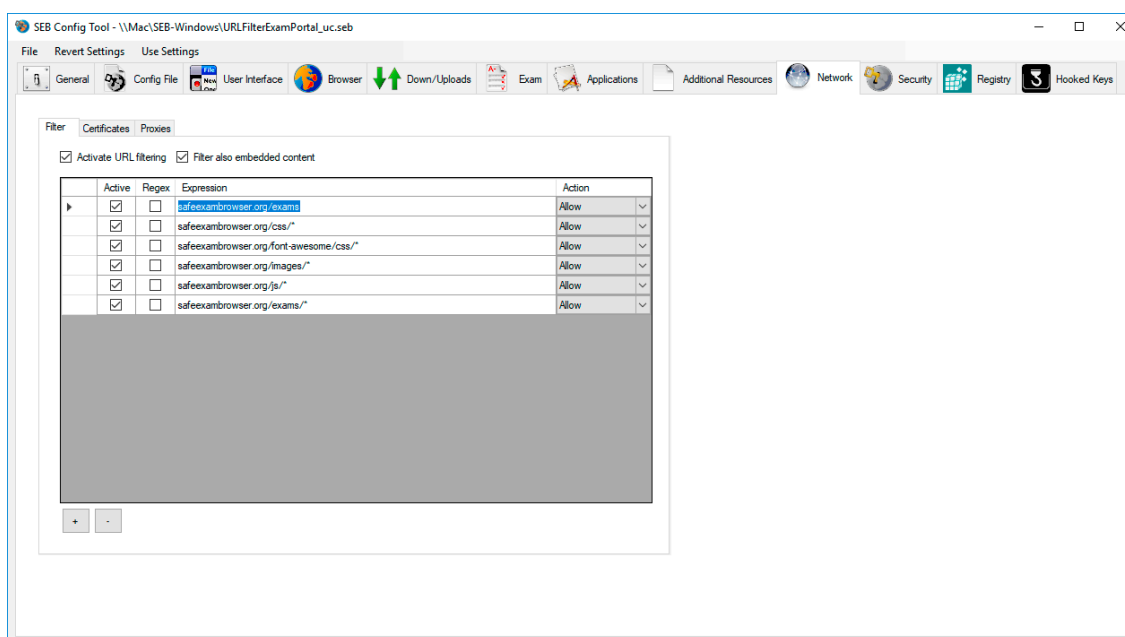 SEB Config Tool - \\Mac\SEB-Windows\URLFilterExamPortal_uc.seb
File Revert Settings Use Settings
General Config File User Interface Browser Down/Uploads Exam Applications Additional Resources Network Security Registry Hooked Keys
Filter Certificates Proxies
Activate URL filtering Filter also embedded content
Active Regex Expression Action
safeexambrowser.org/exams Allow
safeexambrowser.org/css/* Allow
safeexambrowser.org/font-awesome/css/* Allow
safeexambrowser.org/images/* Allow
safeexambrowser.org/js/* Allow
safeexambrowser.org/exams/* Allow
+ -